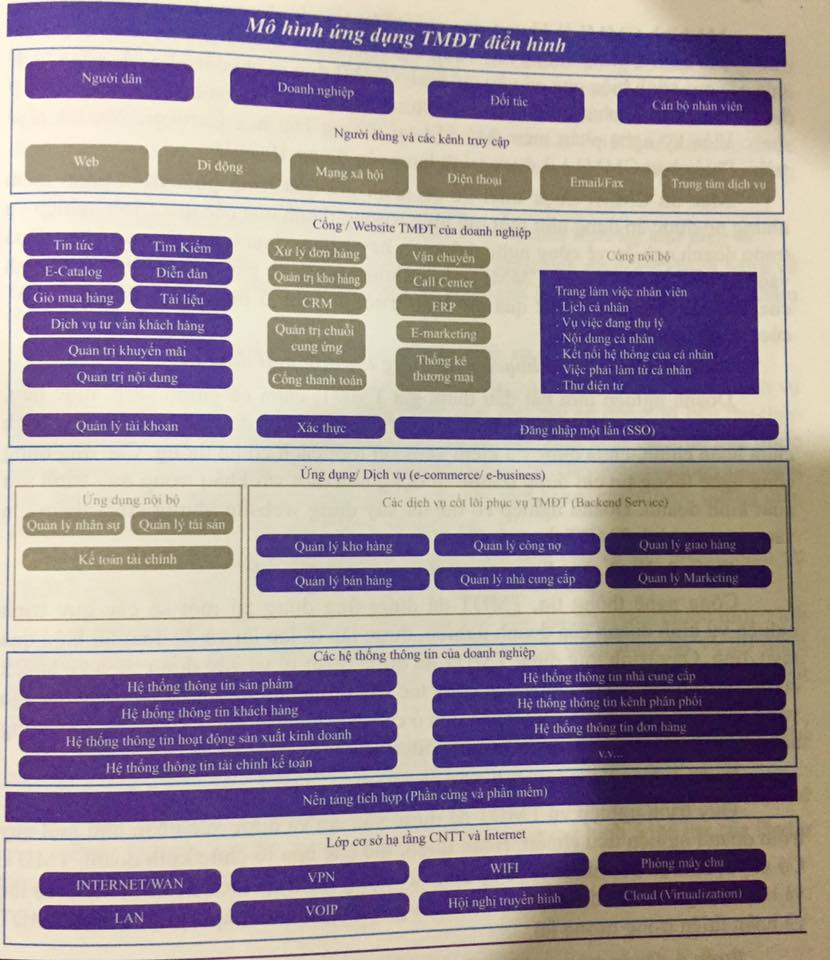 Mô hình ứng dụng TMĐT điển hình
Người dân
Doanh nghiệp
Đối tác
Cán bộ nhân viên
Người dùng và các kênh truy cập
Web
Di động
Mạng xã hội
Điện thoại
Email/Fax
Trung tâm dịch vụ
Cổng / Website TMĐT của doanh nghiệp
Tin tức
Tìm Kiếm
E-Catalog
Diễn đàn
Giỏ mua hàng
Tài liệu
Dịch vụ tư vấn khách hàng
Quản trị khuyến mãi
Quản trị nội dung
Xử lý đơn hàng
Quản trị kho hàng
CRM
Quản trị chuỗi
cung ứng
Cổng thanh toán
Vận chuyển
Call Center
ERP
E-marketing
Thống kê
thương mại
Cổng nội bộ
Trang làm việc nhân viên
. Lịch cá nhân
. Vụ việc đang thụ lý
. Nội dung cá nhân
. Kết nối hệ thống của cá nhân
. Việc phải làm từ cá nhân
. Thư điện tử
Quản lý tài khoản
Xác thực
Đăng nhập một lần (SSO)
Ứng dụng/ Dịch vụ (e-commerce/ e-business)
Ứng dụng nội bộ
Quản lý nhân sự
Quản lý tài sản
Kế toán tài chính
Các dịch vụ cốt lõi phục vụ TMĐT (Backend Service)
Quản lý kho hàng
Quản lý công nợ
Quản lý giao hàng
Quản lý bán hàng
Quản lý nhà cung cấp
Quản lý Marketing
Các hệ thống thông tin của doanh nghiệp
Hệ thống thông tin sản phẩm
Hệ thống thông tin khách hàng
Hệ thống thông tin hoạt động sản xuất kinh doanh
Hệ thống thông tin tài chính kế toán
Hệ thống thông tin nhà cung cấp
Hệ thống thông tin kênh phân phối
Hệ thống thông tin đơn hàng
v.v...
Nền tảng tích hợp (Phần cứng và phần mềm)
Lớp cơ sở hạ tầng CNTT và Internet
INTERNET/WAN
VPN
WIFI
Phòng máy chủ
LAN
VOIP
Hội nghị truyền hình
Cloud (Virtualization)